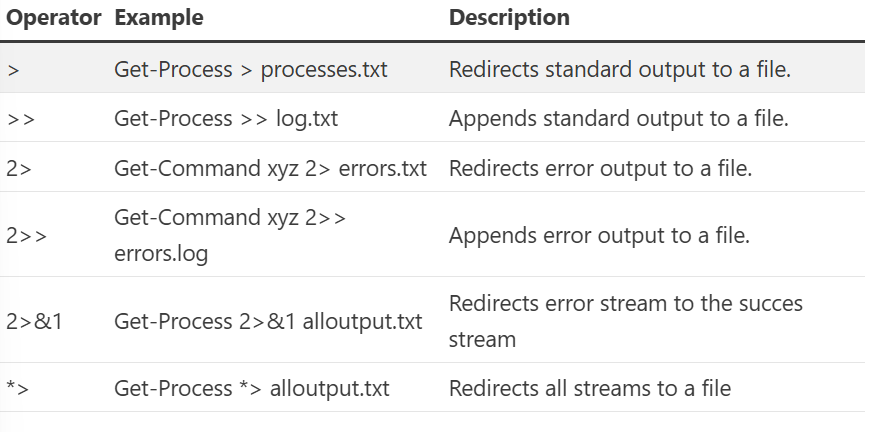 Operator Example Description
> Get-Process > processes.txt Redirects standard output to a file.
>> Get-Process >> log.txt Appends standard output to a file.
2> Get-Command xyz 2> errors.txt Redirects error output to a file.
2>> Get-Command xyz 2>>
errors.log Appends error output to a file.
2>&1 Get-Process 2>&1 alloutput.txt Redirects error stream to the succes
stream
*> Get-Process *> alloutput.txt Redirects all streams to a file